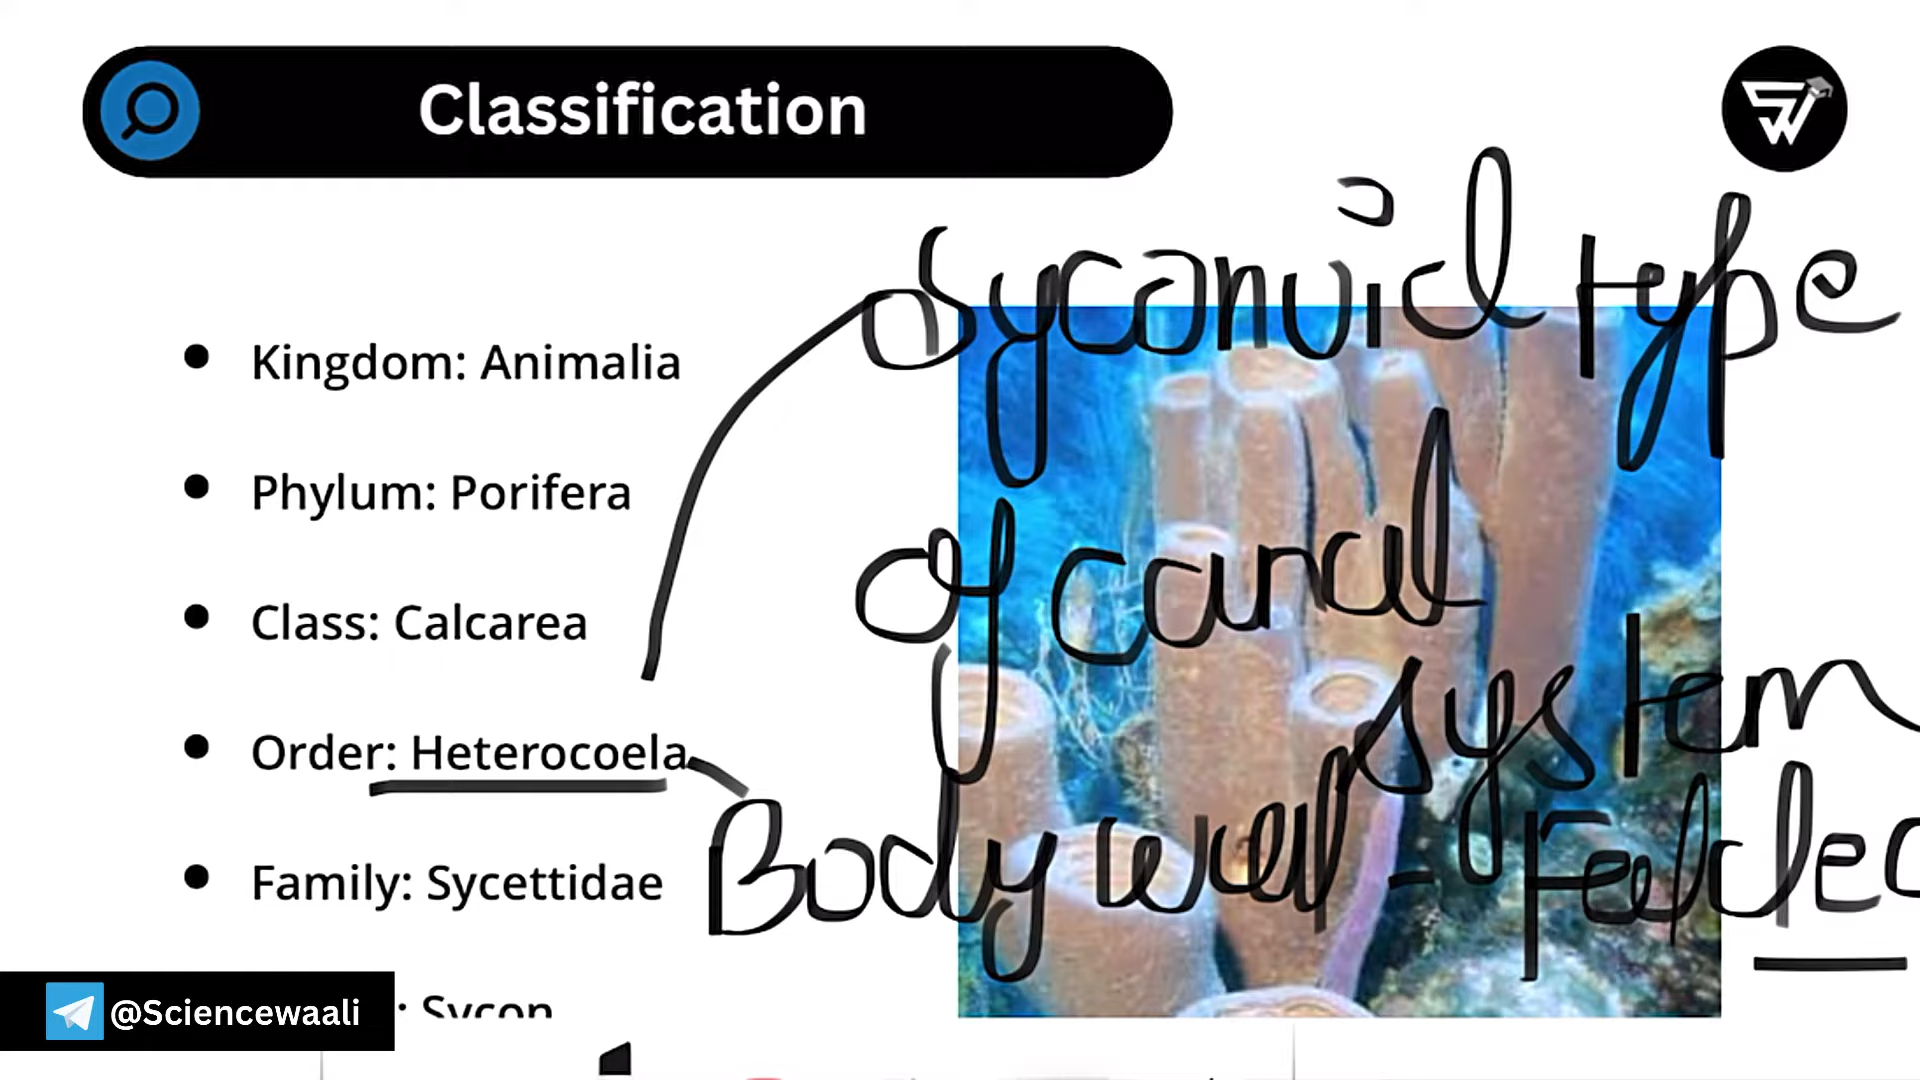 Classification
Syconoid type
Kingdom: Animalia
Phylum: Porifera
of canal
Class: Calcarea
system
Order: Heterocoela
Body wall - Folded
Family: Sycettidae
: Sycon
@Sciencewaali